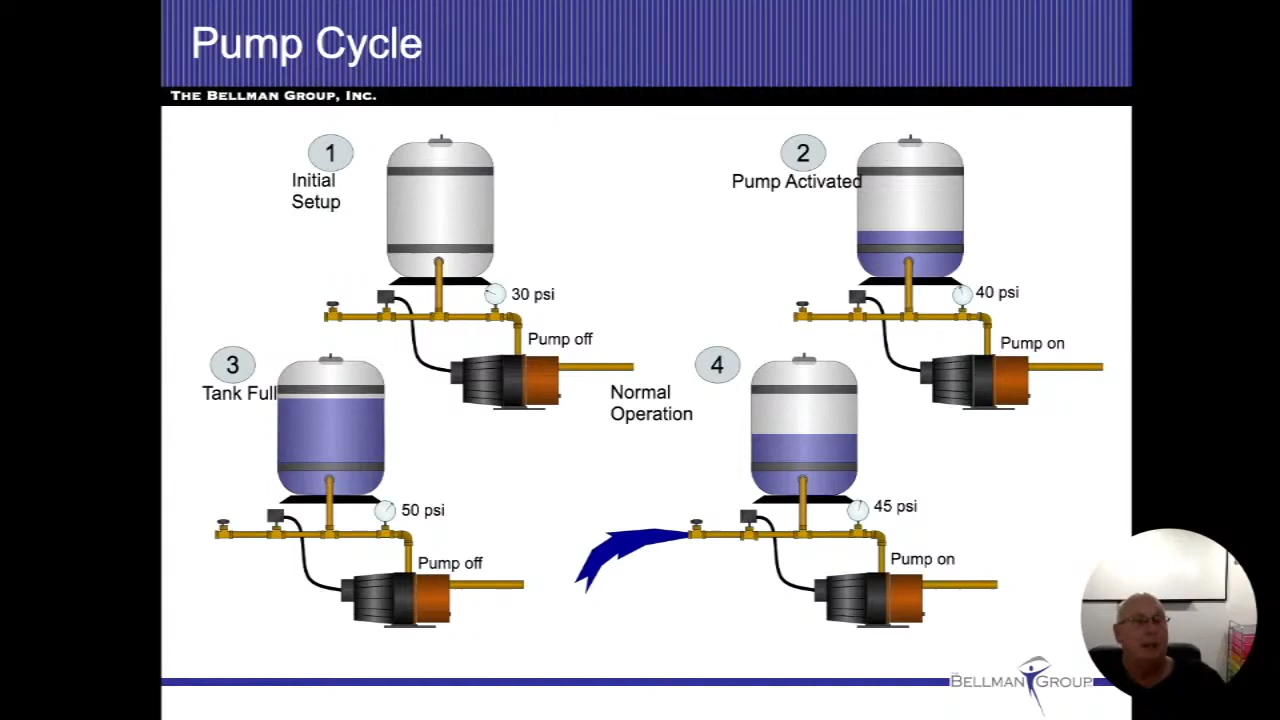 Pump Cycle
THE BELLMAN GROUP, INC.
1
Initial
Setup
30 psi
Pump off
2
Pump Activated
40 psi
Pump on
3
Tank Full
50 psi
Pump off
4
Normal
Operation
45 psi
Pump on
THE BELLMAN GROUP